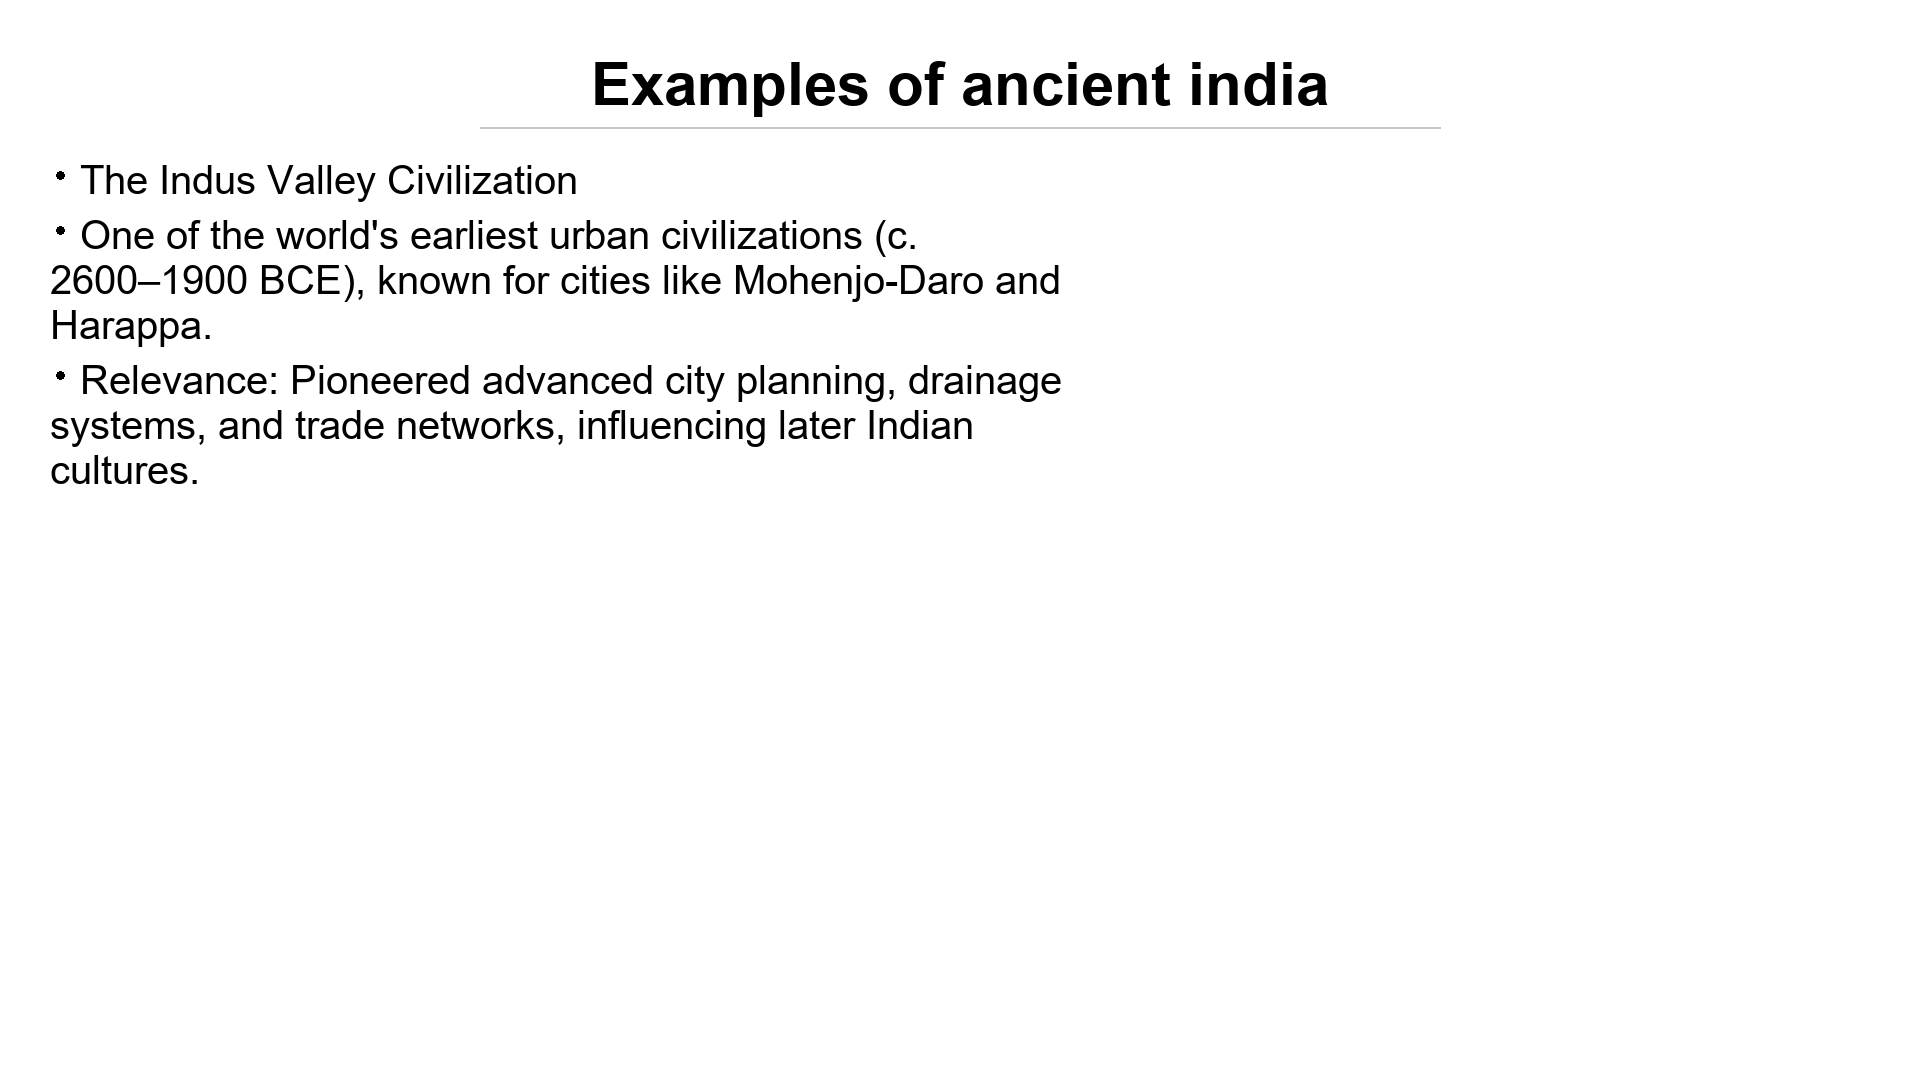 Examples of ancient india
• The Indus Valley Civilization
• One of the world's earliest urban civilizations (c.
2600–1900 BCE), known for cities like Mohenjo-Daro and
Harappa.
• Relevance: Pioneered advanced city planning, drainage
systems, and trade networks, influencing later Indian
cultures.